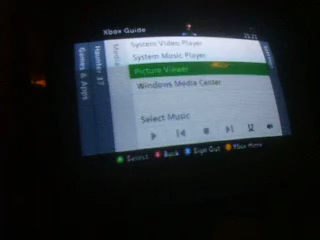 Xbox Guide
Games & Apps
Media
System Video Player
System Music Player
Picture Viewer
Windows Media Center
Select Music
A Select B Back X Sign Out Y Xbox Home